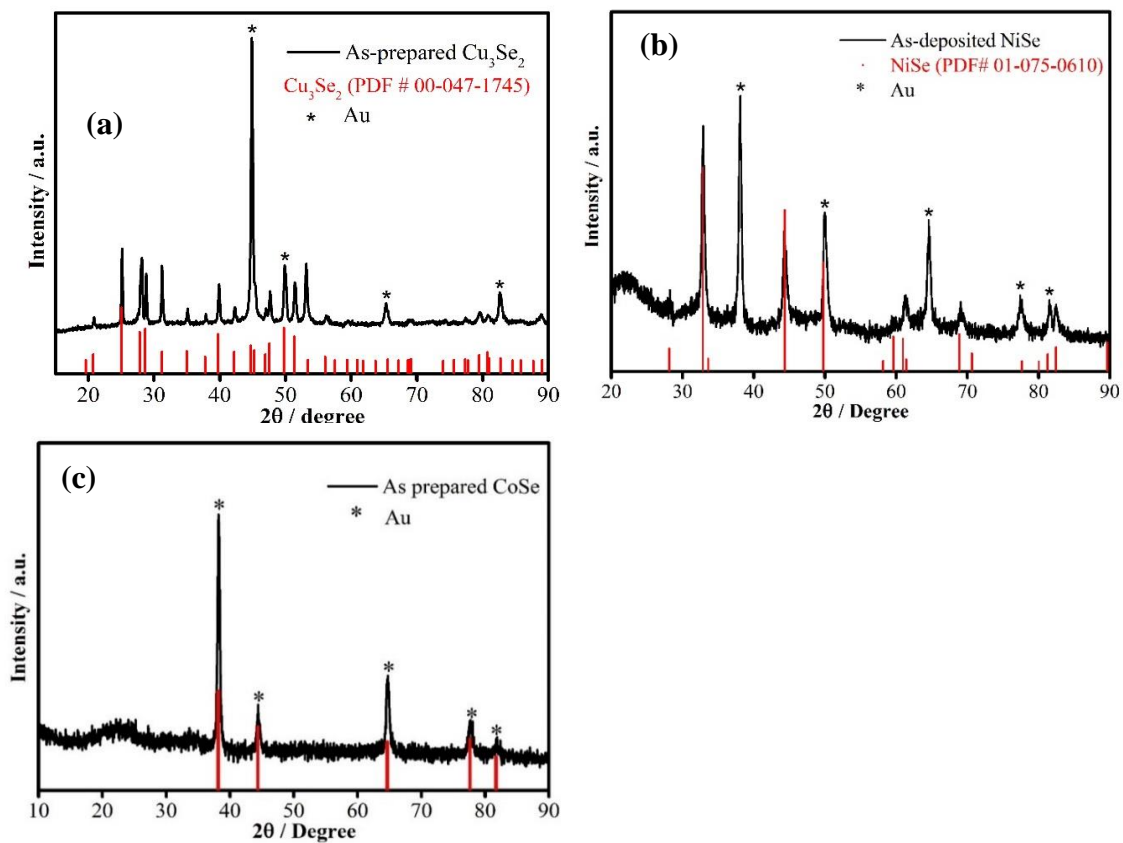 (a)
* 
As-prepared Cu₃Se₂
Cu₃Se₂ (PDF # 00-047-1745)
* Au
*
*
*
Intensity / a.u.
20 30 40 50 60 70 80 90
2θ / degree
(b)
As-deposited NiSe
NiSe (PDF# 01-075-0610)
* Au
*
*
*
*
*
Intensity / a.u.
20 30 40 50 60 70 80 90
2θ / Degree
(c)
As prepared CoSe
* Au
*
*
*
*
*
Intensity / a.u.
10 20 30 40 50 60 70 80 90
2θ / Degree